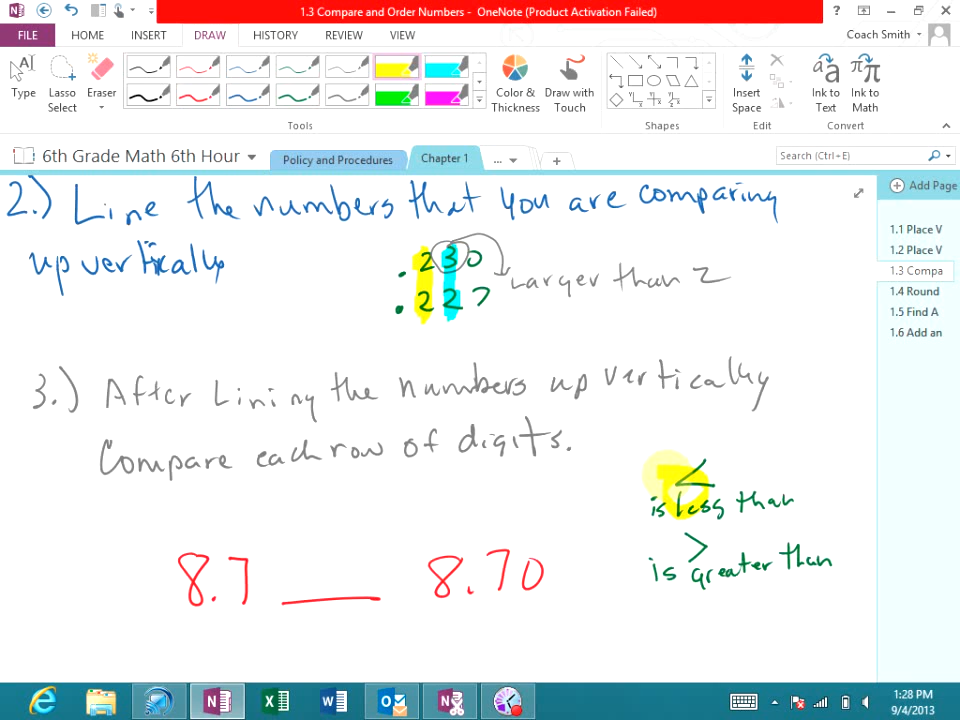 1.3 Compare and Order Numbers - OneNote (Product Activation Failed)
FILE HOME INSERT DRAW HISTORY REVIEW VIEW
Coach Smith
Type
Lasso Select
Eraser
Color & Thickness
Draw with Touch
Insert Space
Ink to Text
Ink to Math
Tools
Shapes
Edit
Convert
6th Grade Math 6th Hour
Policy and Procedures
Chapter 1
...
Search (Ctrl+E)
Add Page
1.1 Place V
1.2 Place V
1.3 Compa
1.4 Round
1.5 Find A
1.6 Add an
2.) Line the numbers that you are comparing
up vertically
.230
Larger than 2
.227
3.) After Lining the numbers up vertically
Compare each row of digits.
<
is less than
>
is greater than
8.7 ____ 8.70
1:28 PM
9/4/2013